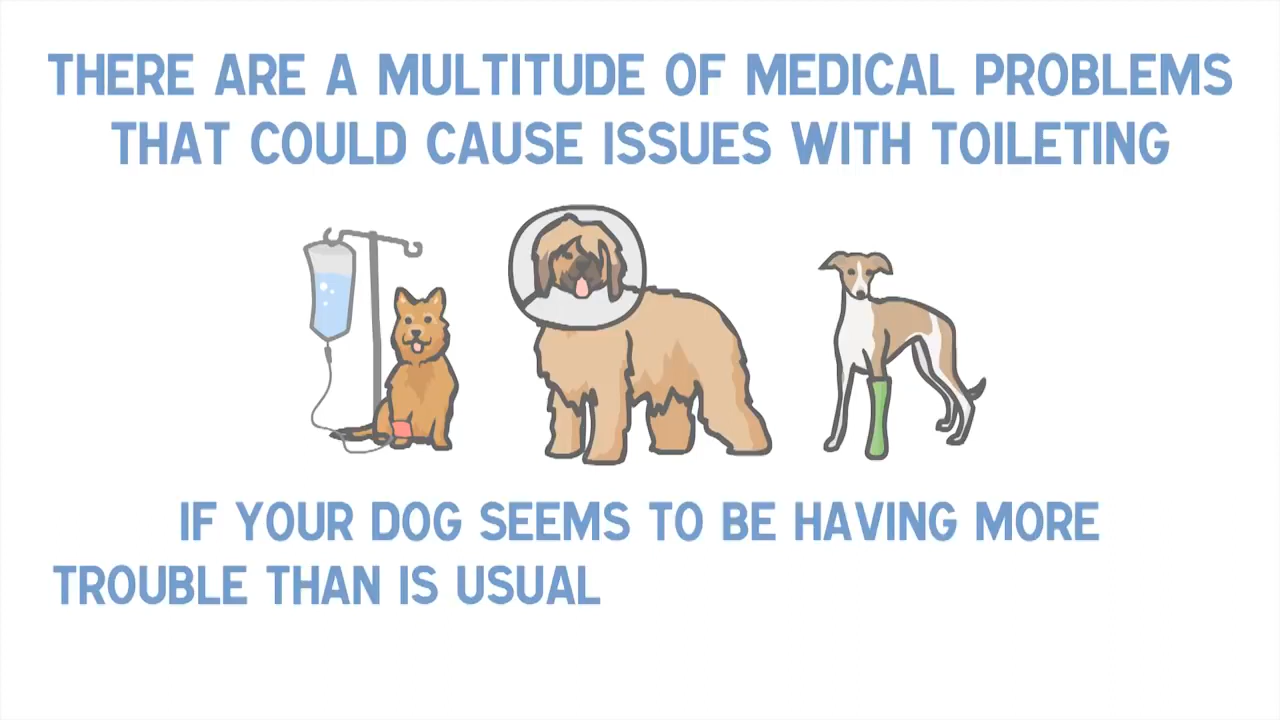 THERE ARE A MULTITUDE OF MEDICAL PROBLEMS
THAT COULD CAUSE ISSUES WITH TOILETING
IF YOUR DOG SEEMS TO BE HAVING MORE
TROUBLE THAN IS USUAL